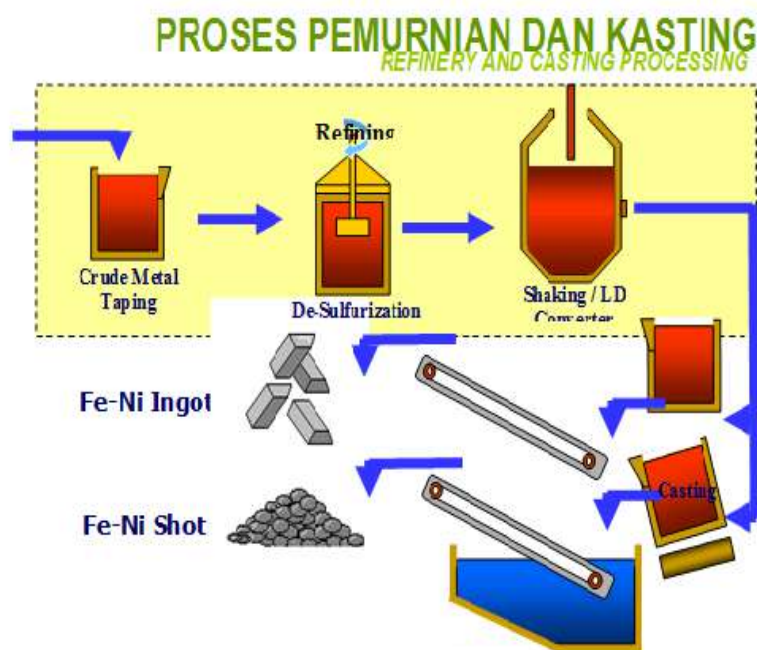 PROSES PEMURNIAN DAN KASTING
REFINERY AND CASTING PROCESSING
Refining
Crude Metal
Taping
De-Sulfurization
Shaking / LD
Converter
Fe-Ni Ingot
Casting
Fe-Ni Shot